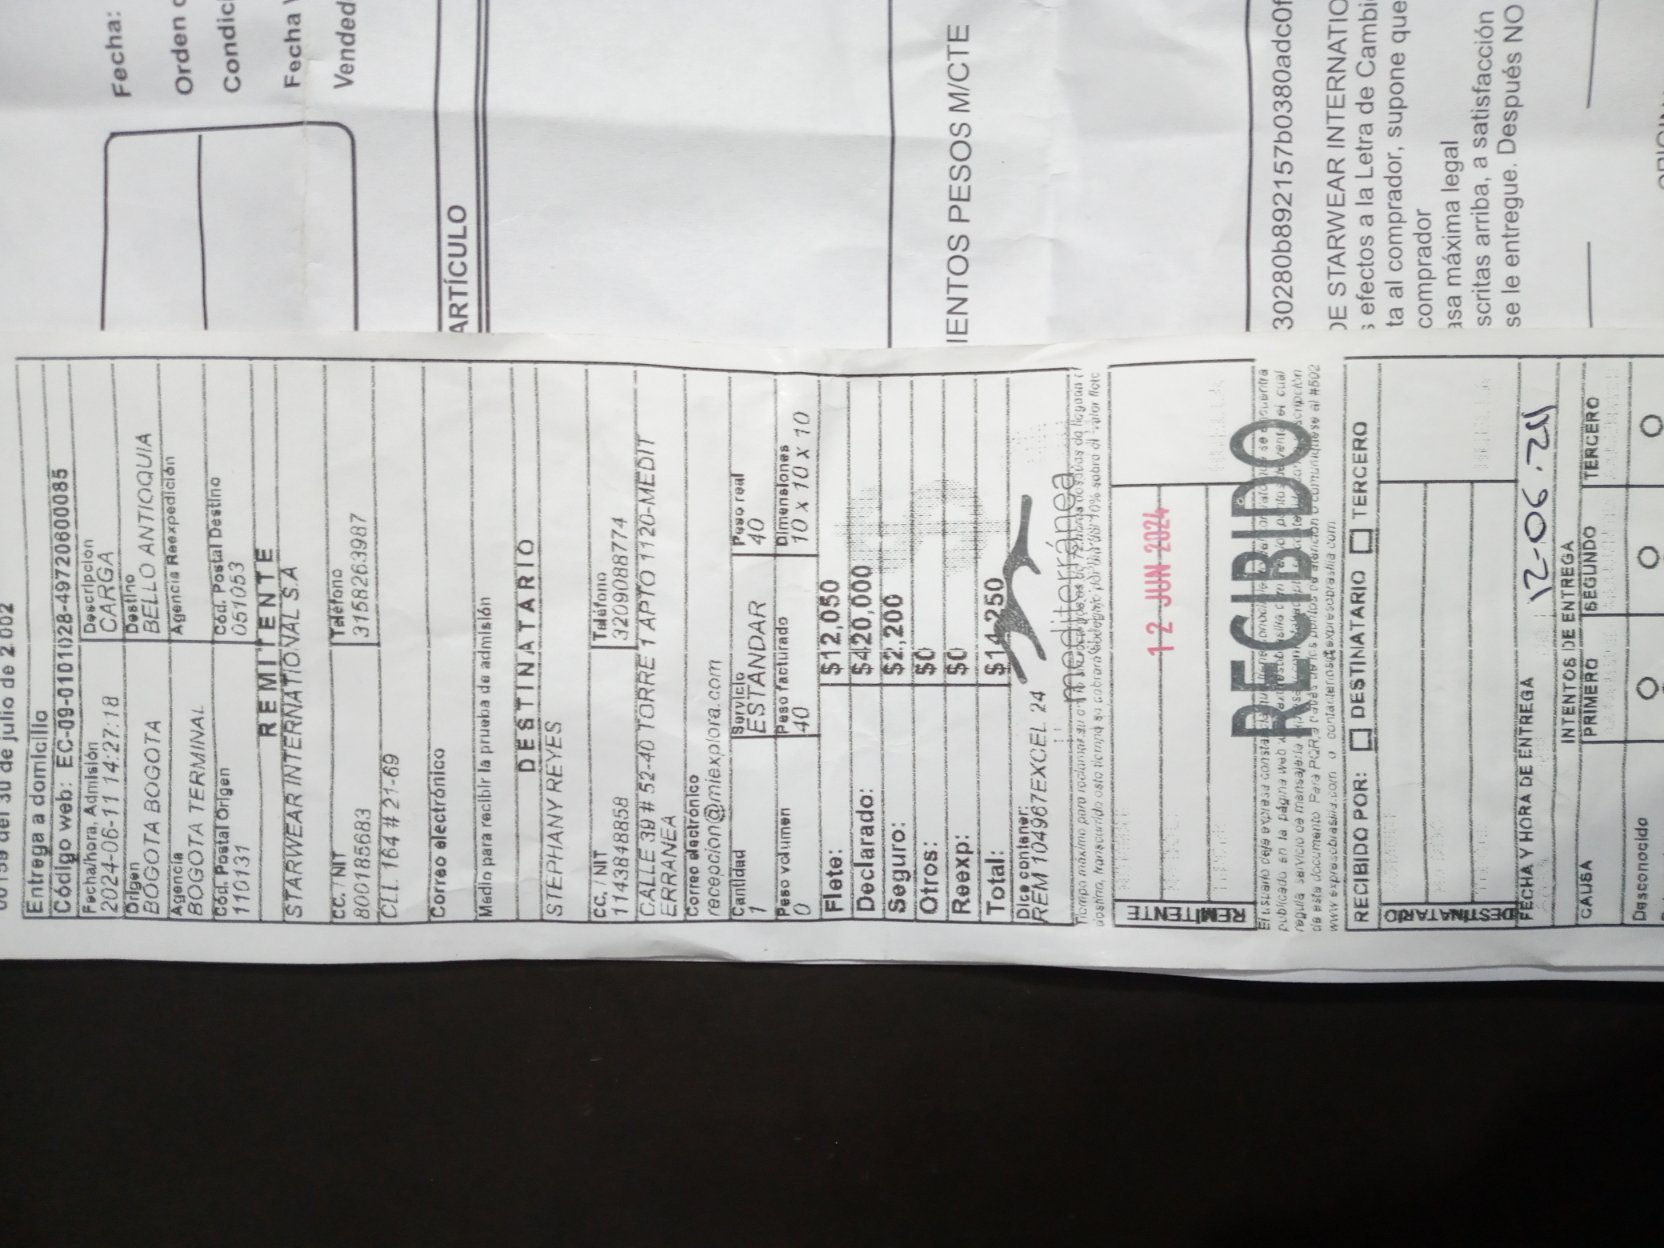 Entrega a domicilio
Código web: EC-09-0101028-4972060085
Fecha/hora, Admisión Descripcion
2024-06-11 14:27:18 CARGA
Origen Destino
BOGOTA BOGOTA BELLO ANTIOQUIA
Agencia Agencia Reexpedición
BOGOTA TERMINAL
Cód. Postal Origen Cód. Postal Destino
110131 051053
REMITENTE
STARWEAR INTERNATIONAL S.A
CC. / NIT Teléfono
800185683 3158263987
CLL 164 # 21-69
Correo electrónico
Medio para recibir la prueba de admisión
DESTINATARIO
STEPHANY REYES
CC. / NIT Teléfono
1143848858 3209088774
CALLE 39 # 52-40 TORRE 1 APTO 1120-MEDIT
ERRANEA
Correo electrónico
recepcion@miexplora.com
Cantidad Servicio Peso real
1 ESTANDAR 40
Peso volumen Peso facturado Dimensiones
0 40 10 x 10 x 10
Flete: $12,050
Declarado: $420,000
Seguro: $2,200
Otros: $0
Reexp: $0
Total: $14,250
Dice contener:
REM 104967EXCEL 24
mediterránea
REMITENTE
12 JUN 2024
RECIBIDO
RECIBIDO POR: DESTINATARIO TERCERO
DESTINATARIO
FECHA Y HORA DE ENTREGA 12-06.24
INTENTOS DE ENTREGA
CAUSA PRIMERO SEGUNDO TERCERO
Desconocido
Fecha:
Orden
Condic
Fecha
Vended
ARTÍCULO
IENTOS PESOS M/CTE
30280b892157b0380adc0f
DE STARWEAR INTERNATIO
efectos a la Letra de Cambi
ta al comprador, supone que
comprador
asa máxima legal
scritas arriba, a satisfacción
se le entregue. Después NO